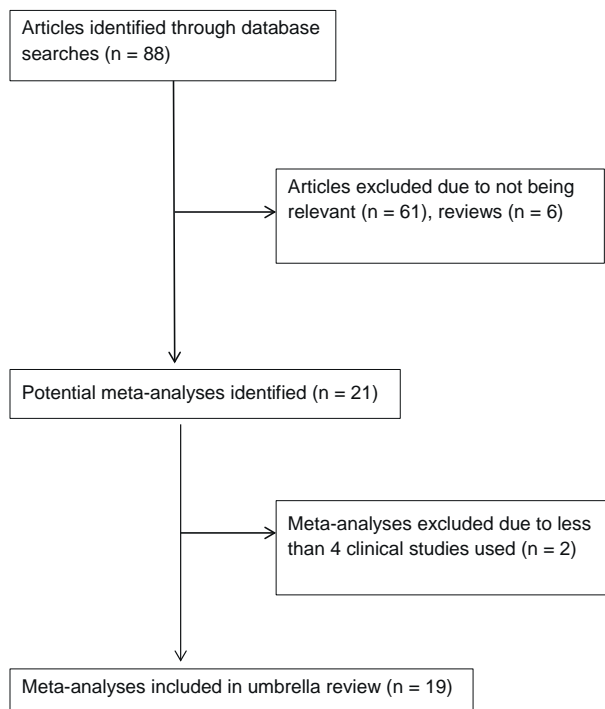 Articles identified through database
searches (n = 88)
Articles excluded due to not being
relevant (n = 61), reviews (n = 6)
Potential meta-analyses identified (n = 21)
Meta-analyses excluded due to less
than 4 clinical studies used (n = 2)
Meta-analyses included in umbrella review (n = 19)